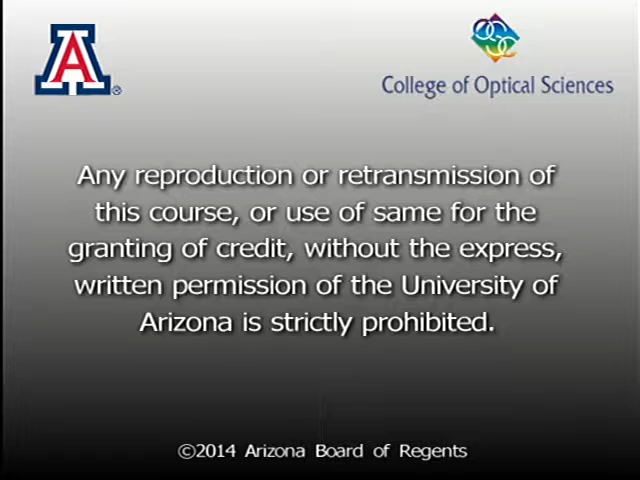 A ®
College of Optical Sciences
Any reproduction or retransmission of
this course, or use of same for the
granting of credit, without the express,
written permission of the University of
Arizona is strictly prohibited.
©2014 Arizona Board of Regents